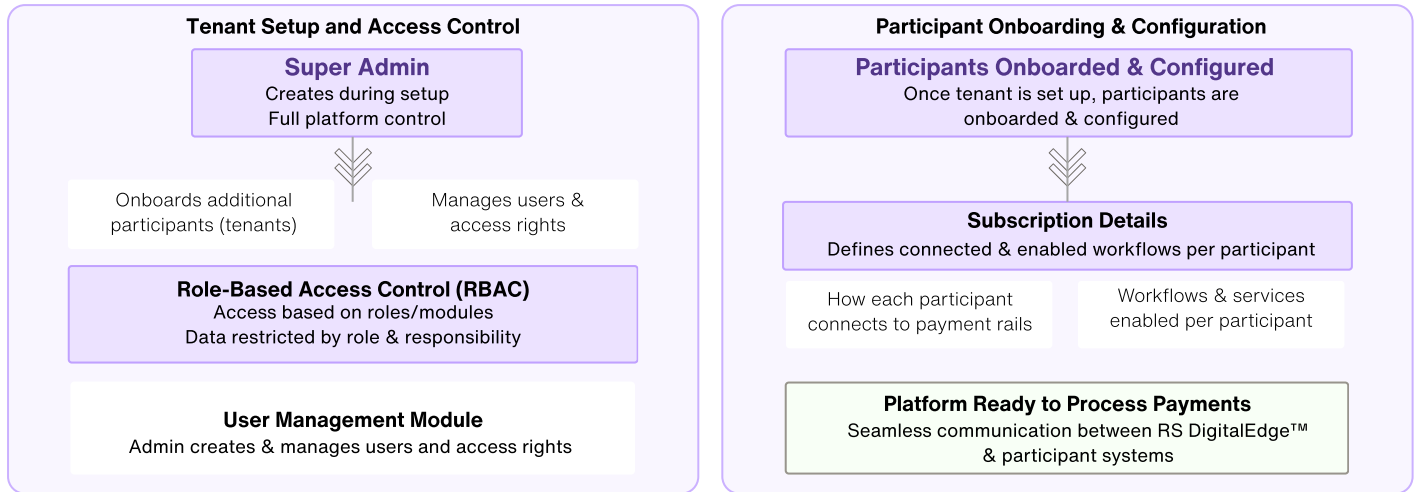 Tenant Setup and Access Control
Super Admin
Creates during setup
Full platform control
Onboards additional
participants (tenants)
Manages users &
access rights
Role-Based Access Control (RBAC)
Access based on roles/modules
Data restricted by role & responsibility
User Management Module
Admin creates & manages users and access rights
Participant Onboarding & Configuration
Participants Onboarded & Configured
Once tenant is set up, participants are
onboarded & configured
Subscription Details
Defines connected & enabled workflows per participant
How each participant
connects to payment rails
Workflows & services
enabled per participant
Platform Ready to Process Payments
Seamless communication between RS DigitalEdge™
& participant systems